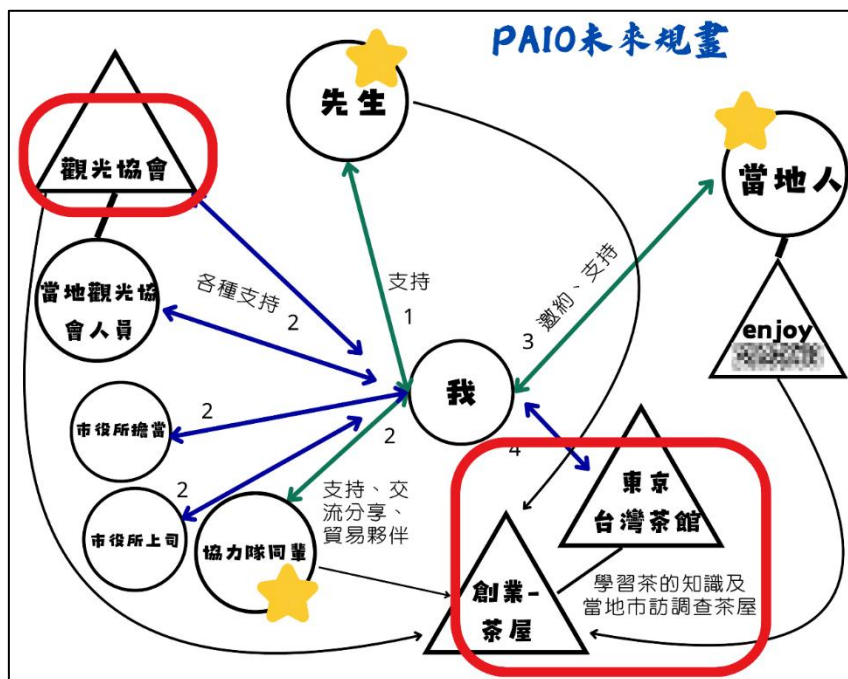 PAIO未來規畫
先生
觀光協會
當地人
當地觀光協
會人員
各種支持
2
支持
1
3
邀約、支持
enjoy
我
市役所擔當
2
2
4
市役所上司
2
支持、交
流分享、
貿易夥伴
協力隊同輩
東京
台灣茶館
創業-
茶屋
學習茶的知識及
當地市訪調查茶屋